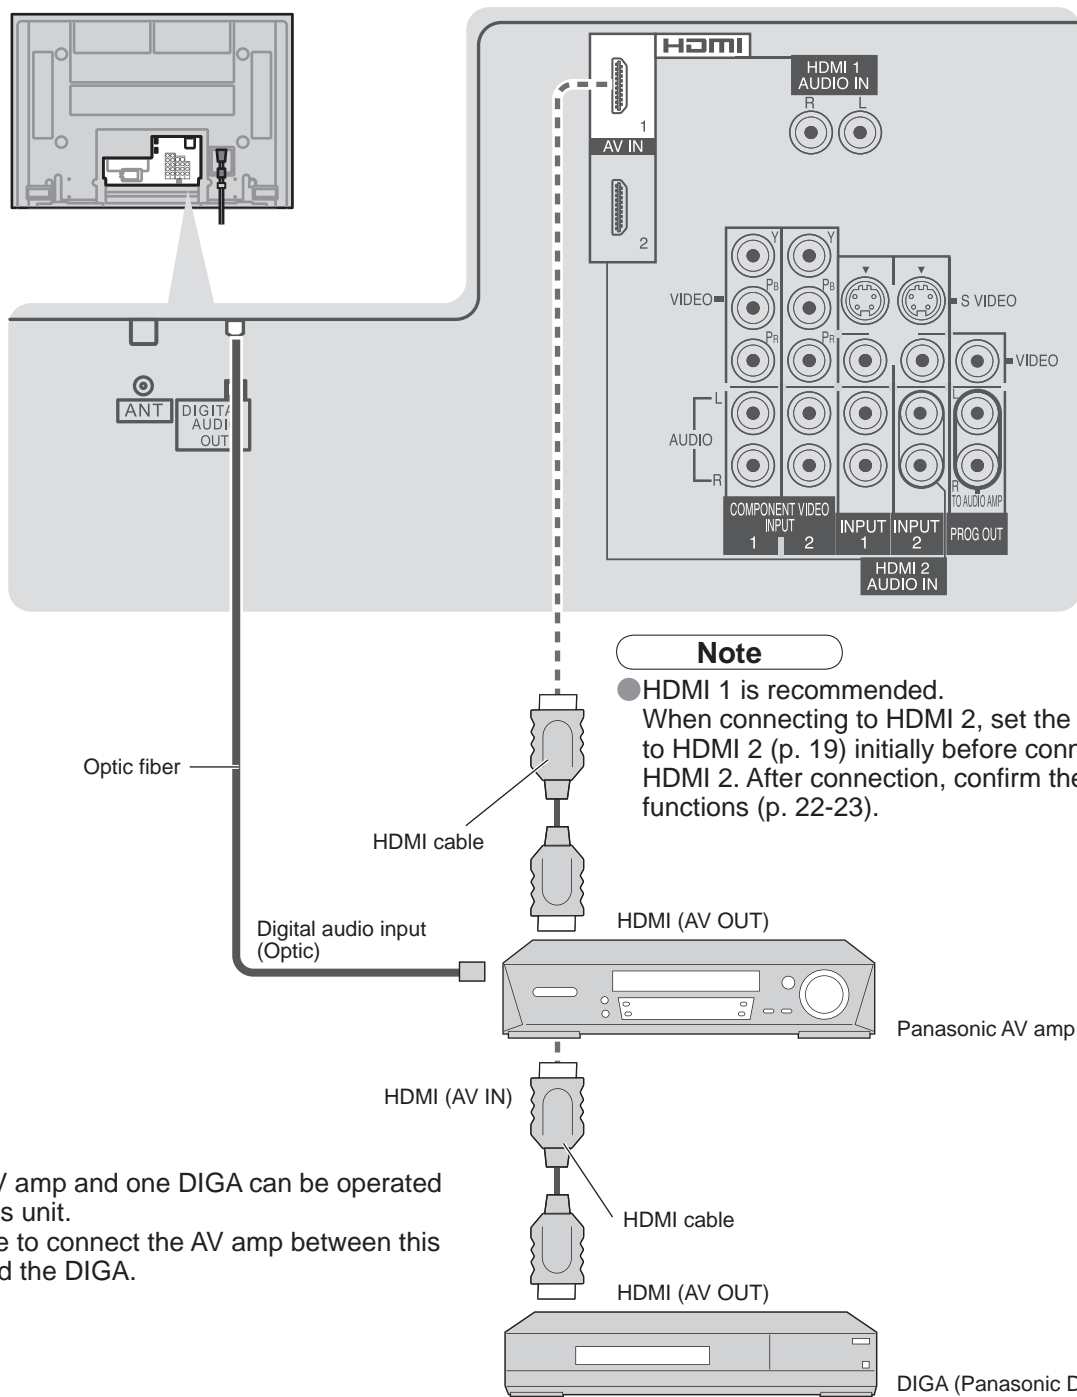 HDMI
HDMI 1
AUDIO IN
R L
1
AV IN
2
Y Y
PB PB
VIDEO
S VIDEO
PR PR
VIDEO
ANT
DIGITAL
AUDIO
OUT
L L
AUDIO
R R
TO AUDIO AMP
COMPONENT VIDEO
INPUT
1 2
INPUT
1
INPUT
2
PROG OUT
HDMI 2
AUDIO IN
Note
●HDMI 1 is recommended.
When connecting to HDMI 2, set the
to HDMI 2 (p. 19) initially before conn
HDMI 2. After connection, confirm the
functions (p. 22-23).
Optic fiber
HDMI cable
HDMI (AV OUT)
Digital audio input
(Optic)
Panasonic AV amp
HDMI (AV IN)
V amp and one DIGA can be operated
s unit.
e to connect the AV amp between this
d the DIGA.
HDMI cable
HDMI (AV OUT)
DIGA (Panasonic D